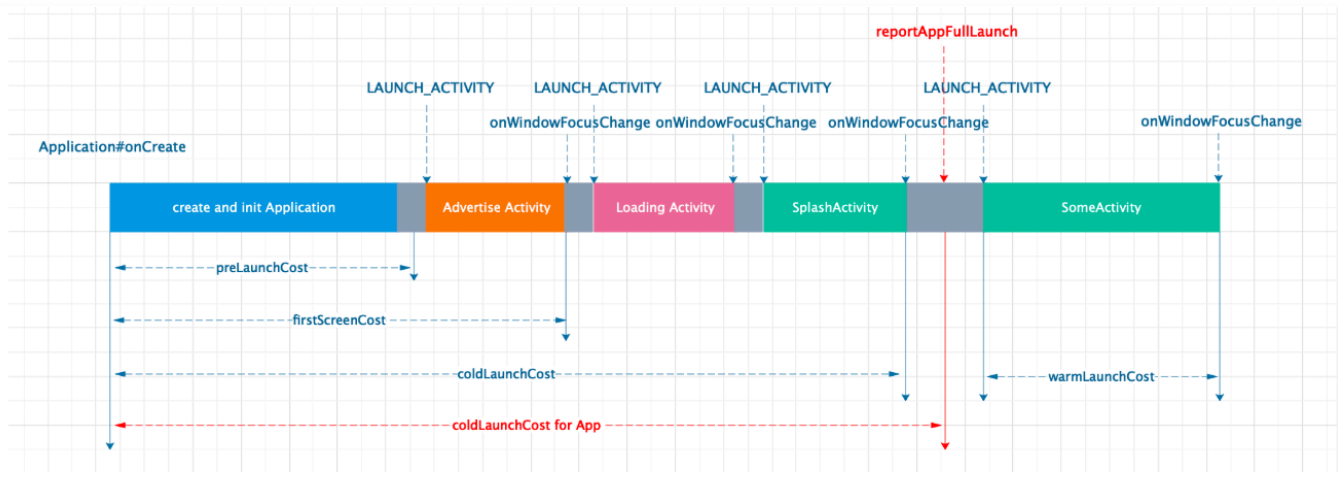 reportAppFullLaunch
LAUNCH_ACTIVITY LAUNCH_ACTIVITY LAUNCH_ACTIVITY LAUNCH_ACTIVITY
onWindowFocusChange onWindowFocusChange onWindowFocusChange onWindowFocusChange
Application#onCreate
create and init Application Advertise Activity Loading Activity SplashActivity SomeActivity
preLaunchCost
firstScreenCost
coldLaunchCost warmLaunchCost
coldLaunchCost for App